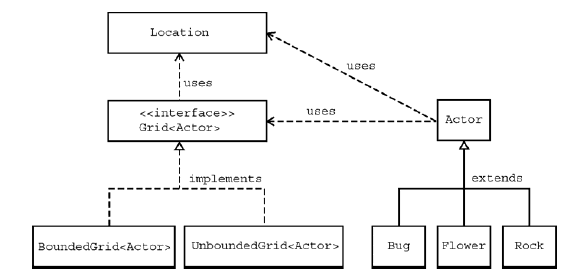 Location
uses
uses
<<interface>>
Grid<Actor>
uses
Actor
implements
extends
BoundedGrid<Actor>
UnboundedGrid<Actor>
Bug
Flower
Rock